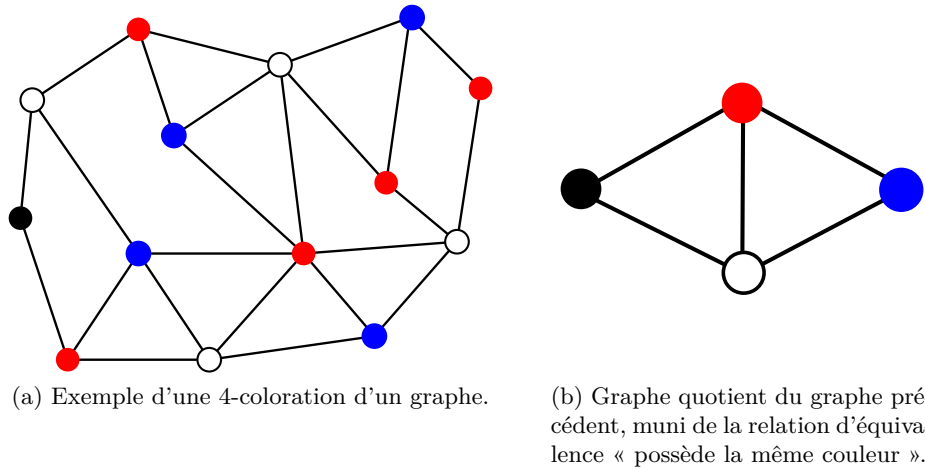 (a) Exemple d'une 4-coloration d'un graphe.
(b) Graphe quotient du graphe pré
cédent, muni de la relation d'équiva
lence « possède la même couleur ».